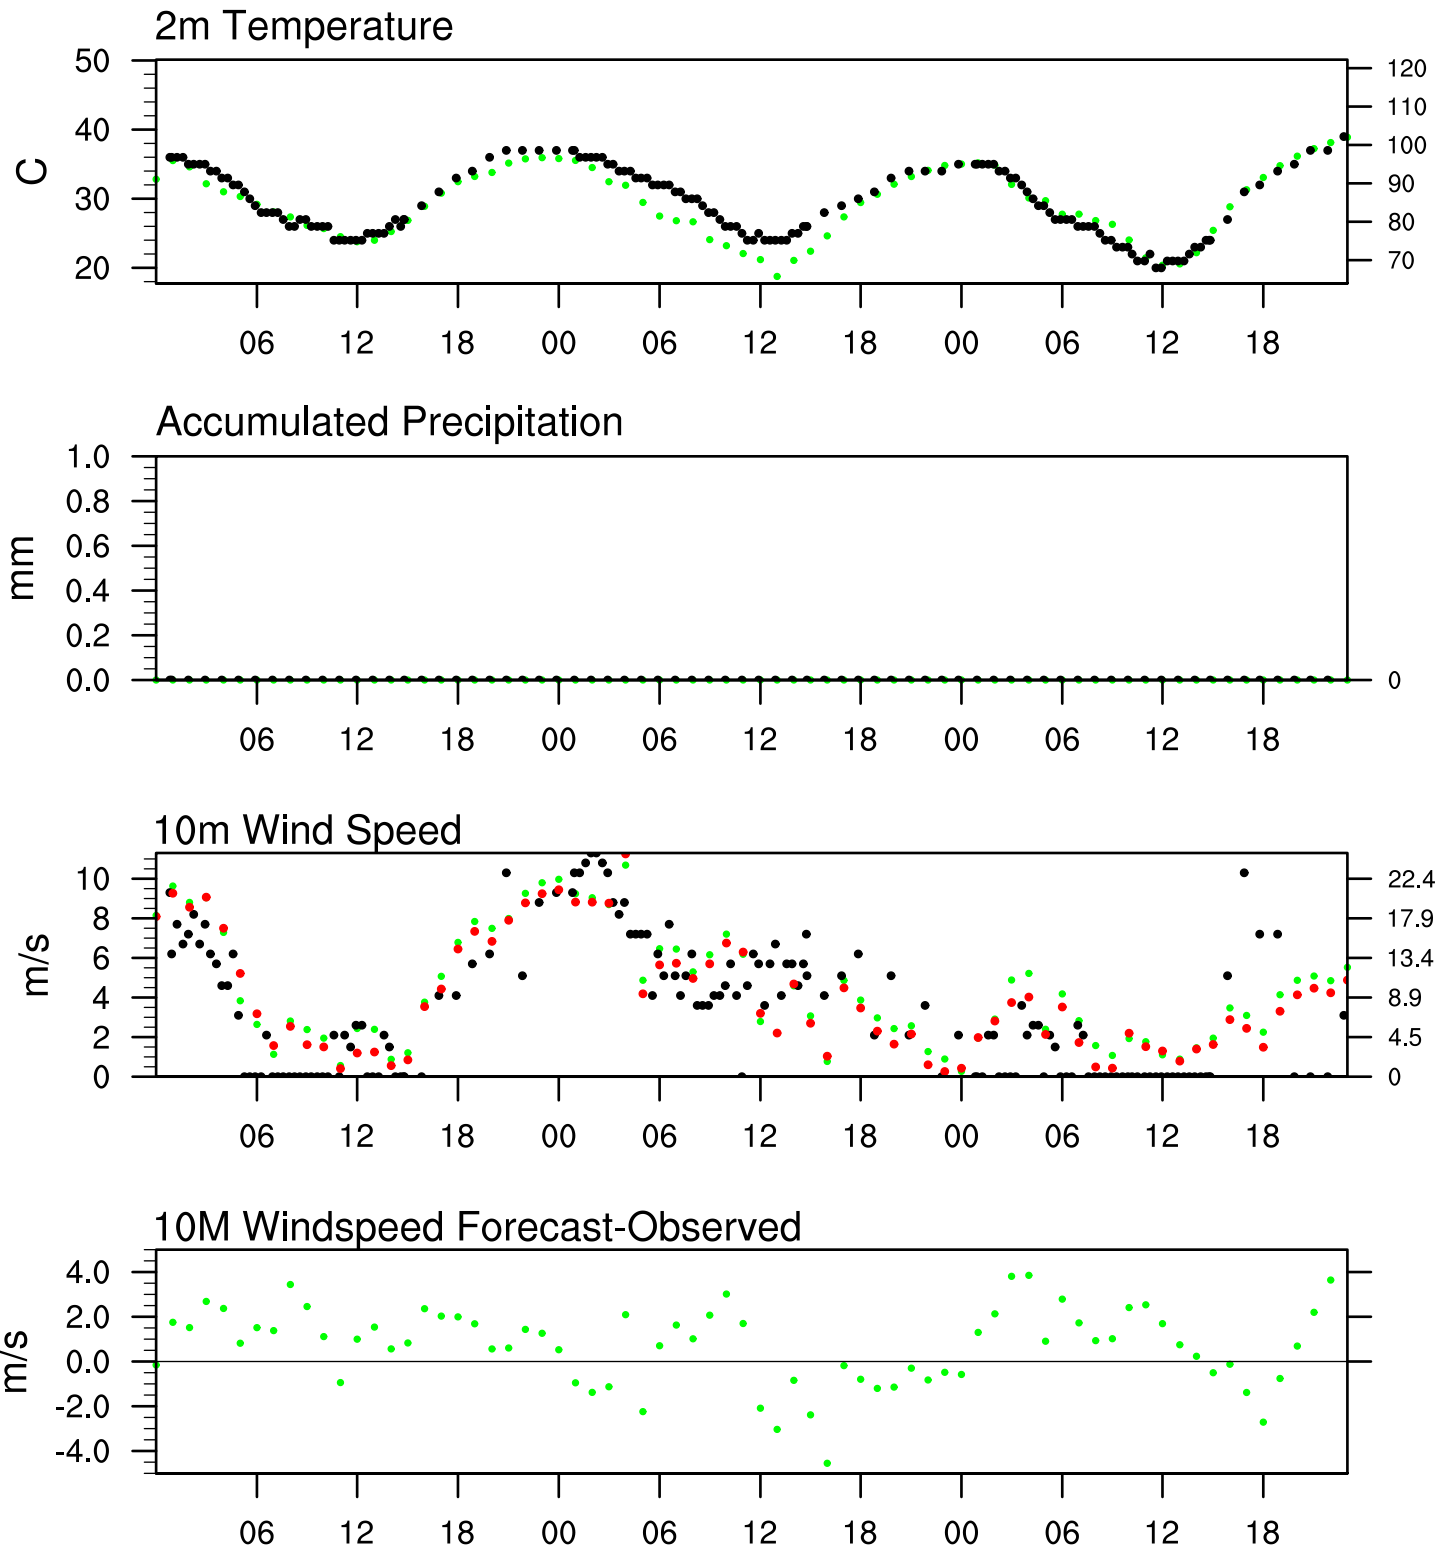 2m Temperature
50
40
30
20
C
120
110
100
90
80
70
06 12 18 00 06 12 18 00 06 12 18
Accumulated Precipitation
1.0
0.8
0.6
0.4
0.2
0.0
mm
0
06 12 18 00 06 12 18 00 06 12 18
10m Wind Speed
10
8
6
4
2
0
m/s
22.4
17.9
13.4
8.9
4.5
0
06 12 18 00 06 12 18 00 06 12 18
10M Windspeed Forecast-Observed
4.0
2.0
0.0
-2.0
-4.0
m/s
06 12 18 00 06 12 18 00 06 12 18